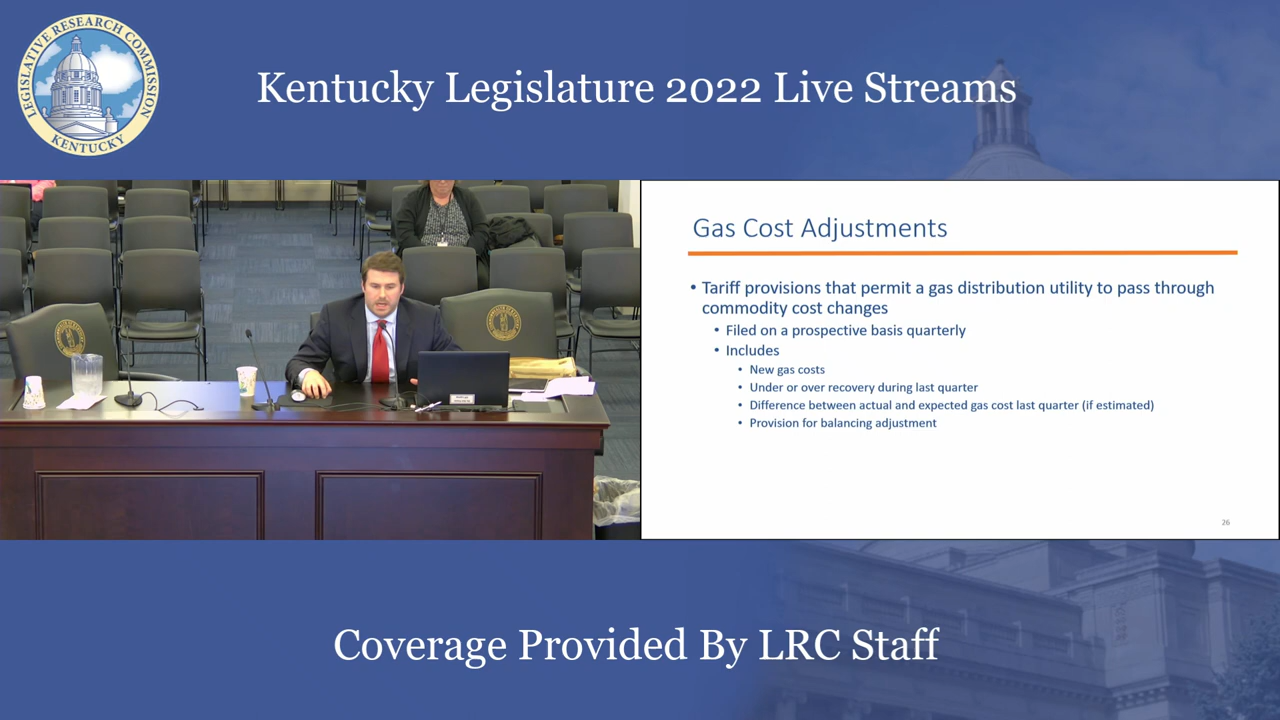 LEGISLATIVE RESEARCH COMMISSION
KENTUCKY
Kentucky Legislature 2022 Live Streams
Gas Cost Adjustments
• Tariff provisions that permit a gas distribution utility to pass through
commodity cost changes
• Filed on a prospective basis quarterly
• Includes
• New gas costs
• Under or over recovery during last quarter
• Difference between actual and expected gas cost last quarter (if estimated)
• Provision for balancing adjustment
26
Coverage Provided By LRC Staff